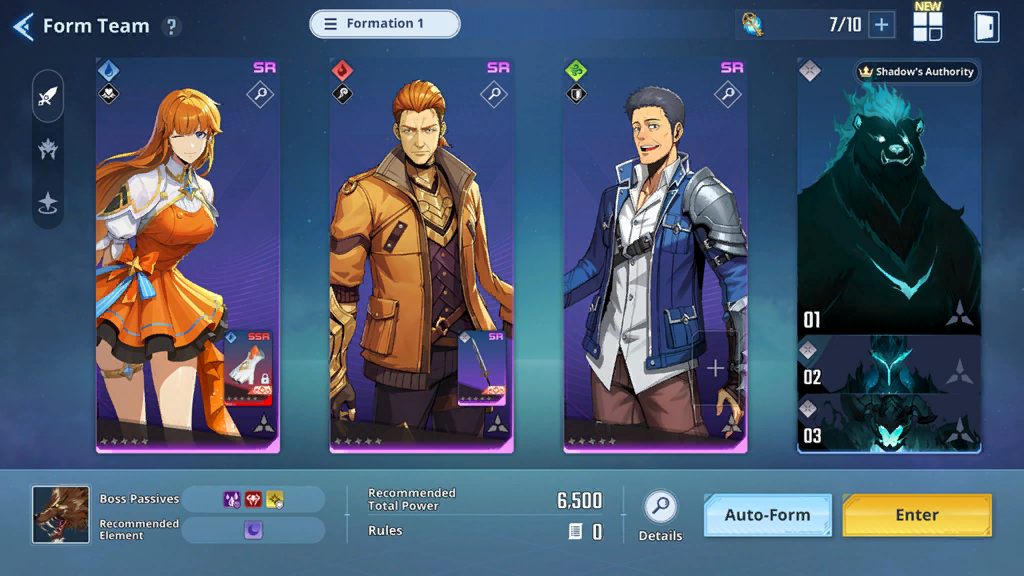 Form Team ?
Formation 1
7/10 +
NEW
SR
SR
SR
Shadow's Authority
SSR
SR
01
02
03
Boss Passives
Recommended Element
Recommended Total Power
6,500
Rules
0
Details
Auto-Form
Enter